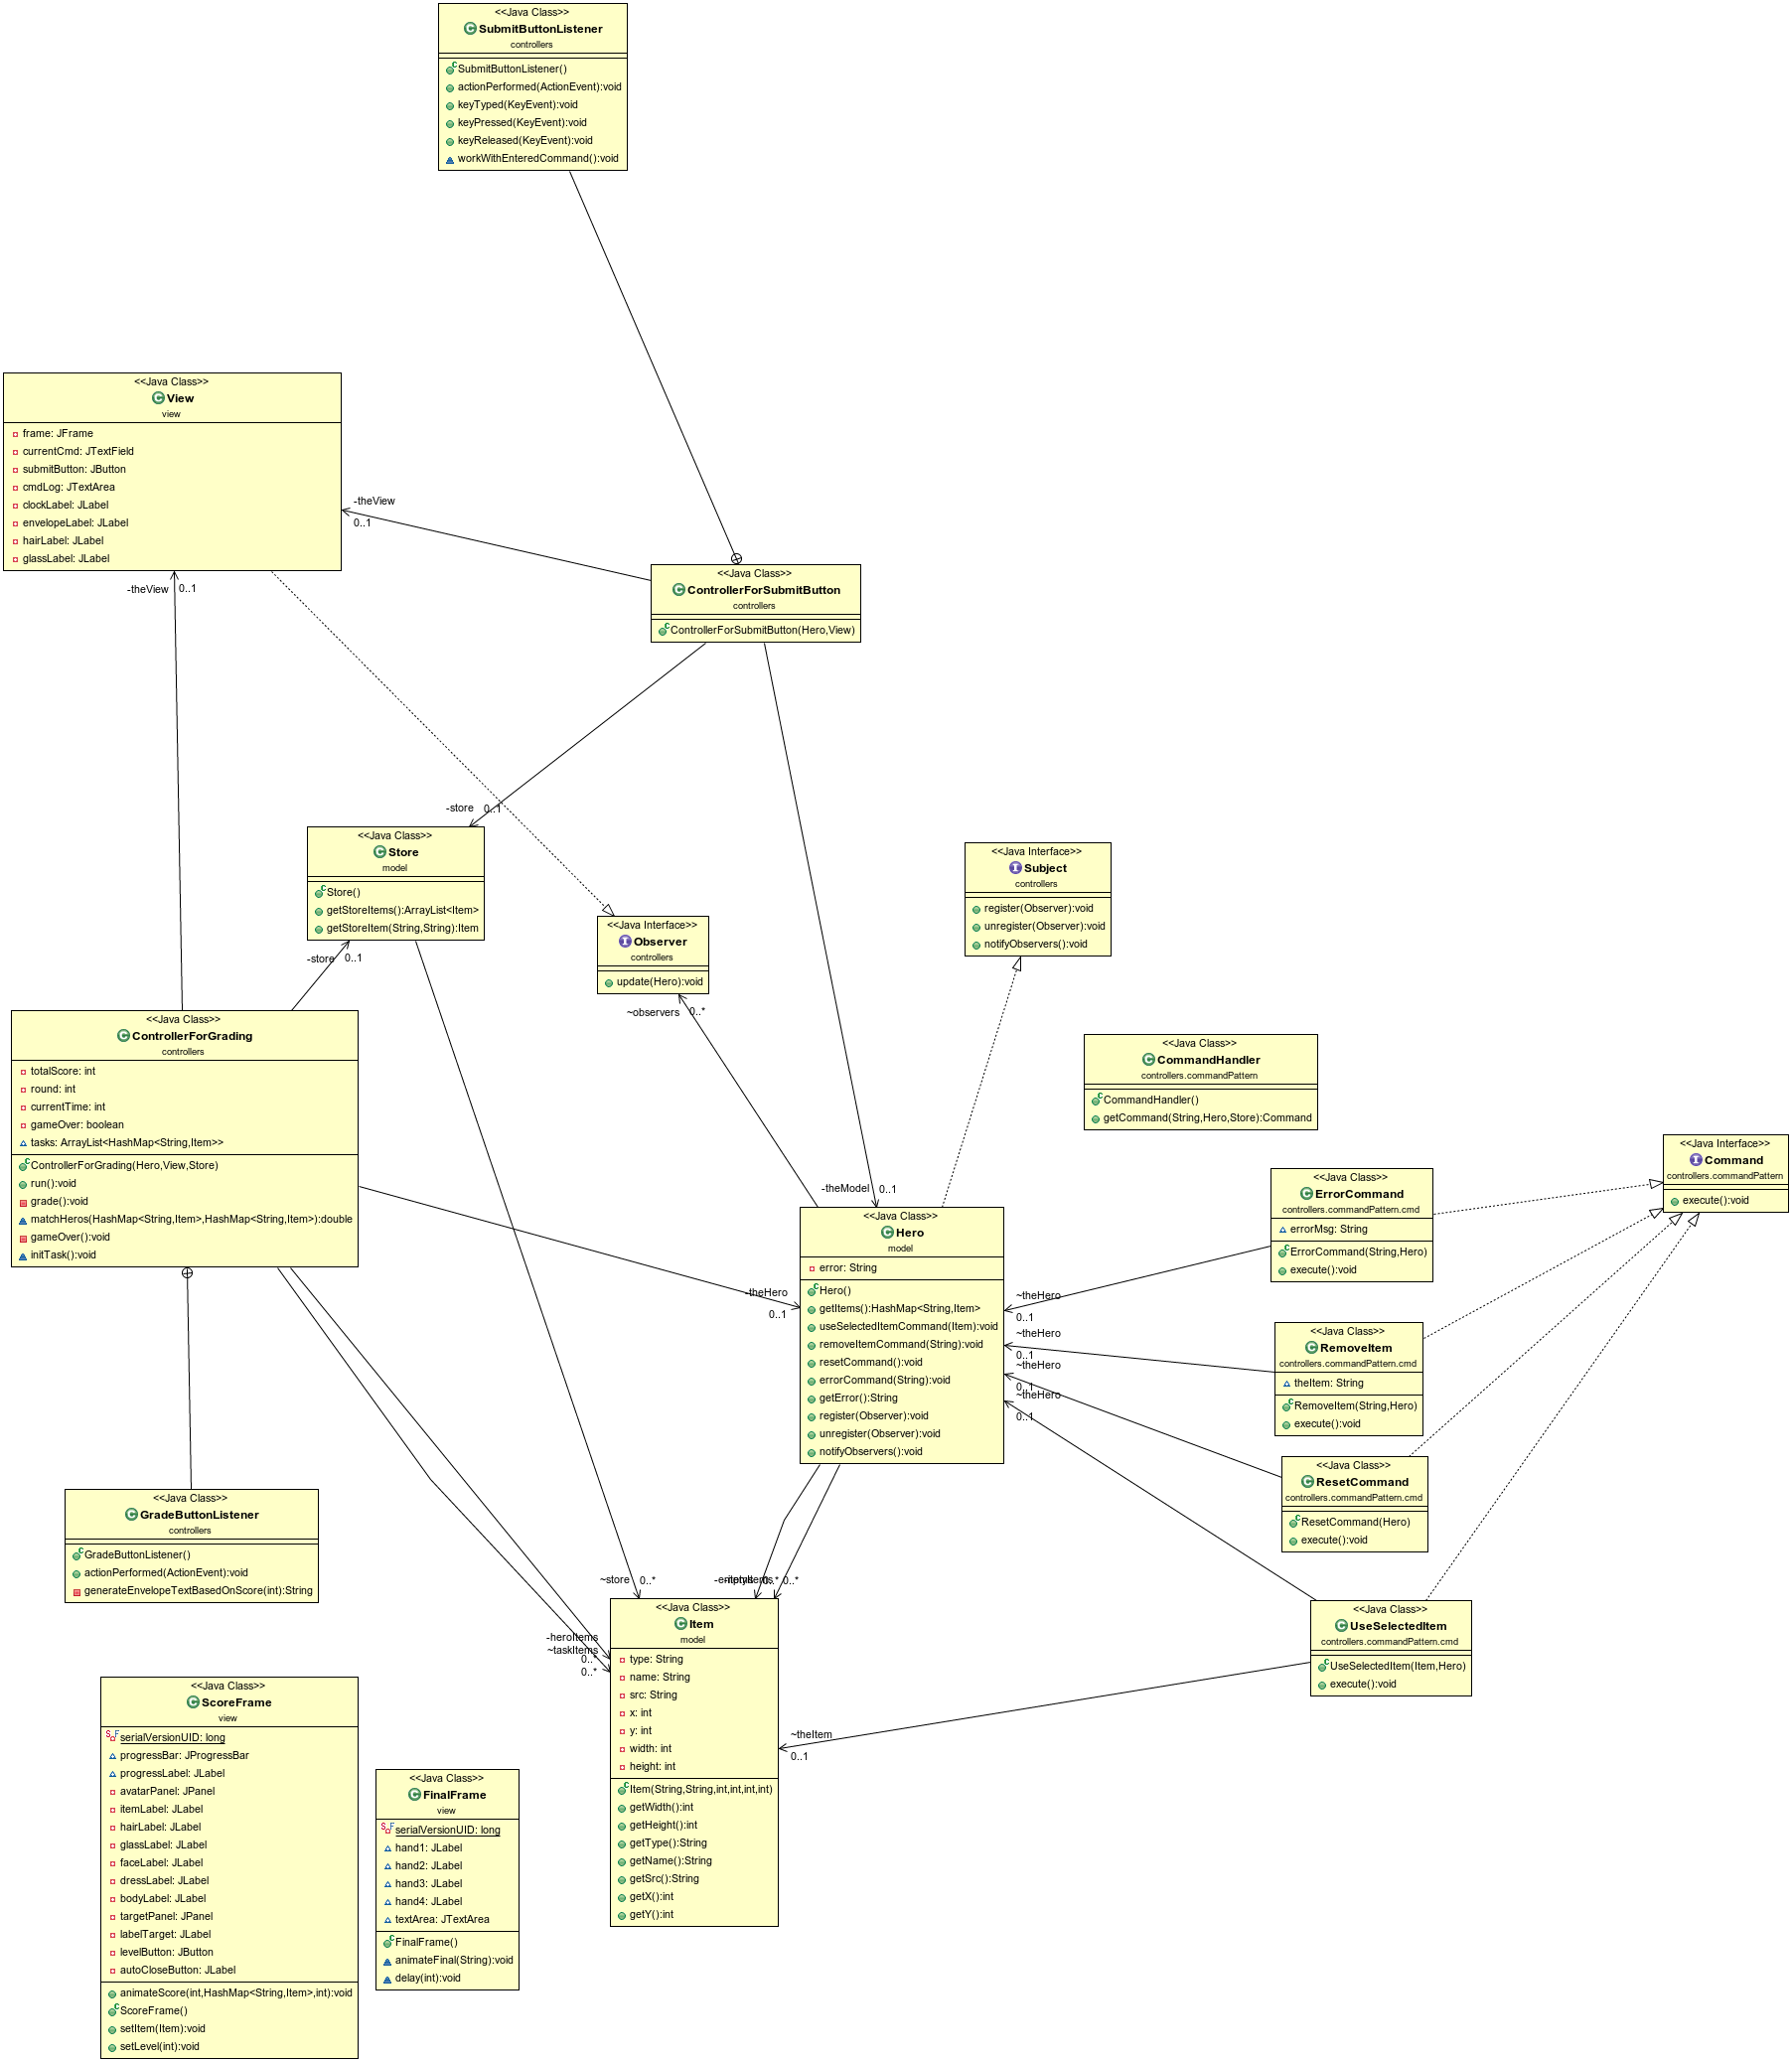 <<Java Class>>
SubmitButtonListener
controllers
SubmitButtonListener()
actionPerformed(ActionEvent):void
keyTyped(KeyEvent):void
keyPressed(KeyEvent):void
keyReleased(KeyEvent):void
workWithEnteredCommand():void
<<Java Class>>
View
view
frame: JFrame
currentCmd: JTextField
submitButton: JButton
cmdLog: JTextArea
clockLabel: JLabel
envelopeLabel: JLabel
hairLabel: JLabel
glassLabel: JLabel
-theView
0..1
-theView
0..1
<<Java Class>>
ControllerForSubmitButton
controllers
ControllerForSubmitButton(Hero,View)
-store
0..1
<<Java Class>>
Store
model
Store()
getStoreItems():ArrayList<Item>
getStoreItem(String,String):Item
-store
0..1
<<Java Interface>>
Observer
controllers
update(Hero):void
~observers
0..*
<<Java Interface>>
Subject
controllers
register(Observer):void
unregister(Observer):void
notifyObservers():void
<<Java Class>>
ControllerForGrading
controllers
totalScore: int
round: int
currentTime: int
gameOver: boolean
tasks: ArrayList<HashMap<String,Item>>
ControllerForGrading(Hero,View,Store)
run():void
grade():void
matchHeros(HashMap<String,Item>,HashMap<String,Item>):double
gameOver():void
initTask():void
<<Java Class>>
CommandHandler
controllers.commandPattern
CommandHandler()
getCommand(String,Hero,Store):Command
<<Java Interface>>
Command
controllers.commandPattern
execute():void
-theModel
0..1
<<Java Class>>
Hero
model
error: String
Hero()
getItems():HashMap<String,Item>
useSelectedItemCommand(Item):void
removeItemCommand(String):void
resetCommand():void
errorCommand(String):void
getError():String
register(Observer):void
unregister(Observer):void
notifyObservers():void
-theHero
0..1
<<Java Class>>
ErrorCommand
controllers.commandPattern.cmd
errorMsg: String
ErrorCommand(String,Hero)
execute():void
~theHero
0..1
<<Java Class>>
RemoveItem
controllers.commandPattern.cmd
theItem: String
RemoveItem(String,Hero)
execute():void
~theHero
0..1
~theHero
0..1
~theHero
0..1
<<Java Class>>
ResetCommand
controllers.commandPattern.cmd
ResetCommand(Hero)
execute():void
<<Java Class>>
GradeButtonListener
controllers
GradeButtonListener()
actionPerformed(ActionEvent):void
generateEnvelopeTextBasedOnScore(int):String
<<Java Class>>
UseSelectedItem
controllers.commandPattern.cmd
UseSelectedItem(Item,Hero)
execute():void
~store
0..*
0..*
0..*
-heroItems
~taskItems
0..*
0..*
<<Java Class>>
Item
model
type: String
name: String
src: String
x: int
y: int
width: int
height: int
Item(String,String,int,int,int,int)
getWidth():int
getHeight():int
getType():String
getName():String
getSrc():String
getX():int
getY():int
~theItem
0..1
<<Java Class>>
ScoreFrame
view
serialVersionUID: long
progressBar: JProgressBar
progressLabel: JLabel
avatarPanel: JPanel
itemLabel: JLabel
hairLabel: JLabel
glassLabel: JLabel
faceLabel: JLabel
dressLabel: JLabel
bodyLabel: JLabel
targetPanel: JPanel
labelTarget: JLabel
levelButton: JButton
autoCloseButton: JLabel
animateScore(int,HashMap<String,Item>,int):void
ScoreFrame()
setItem(Item):void
setLevel(int):void
<<Java Class>>
FinalFrame
view
serialVersionUID: long
hand1: JLabel
hand2: JLabel
hand3: JLabel
hand4: JLabel
textArea: JTextArea
FinalFrame()
animateFinal(String):void
delay(int):void